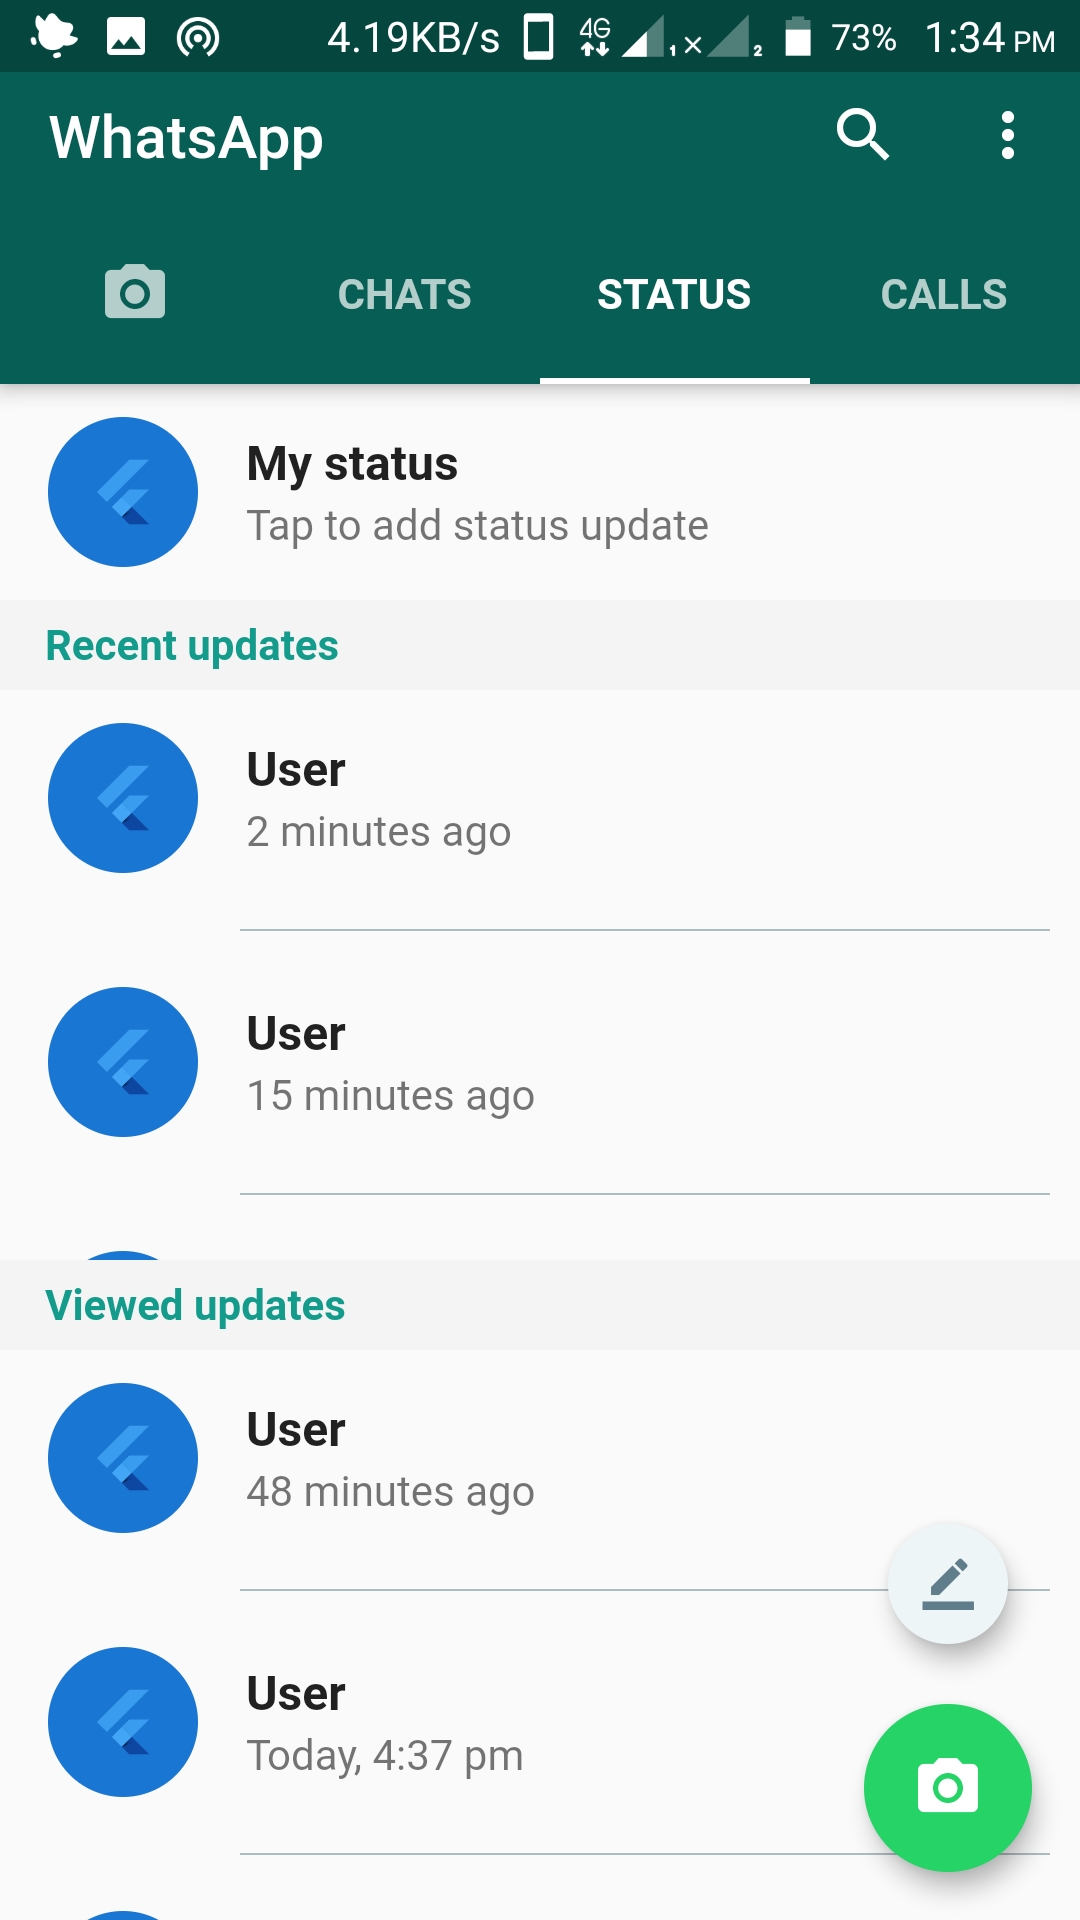 4.19KB/s 4G 1 2 73% 1:34 PM
WhatsApp
CHATS STATUS CALLS
My status
Tap to add status update
Recent updates
User
2 minutes ago
User
15 minutes ago
Viewed updates
User
48 minutes ago
User
Today, 4:37 pm